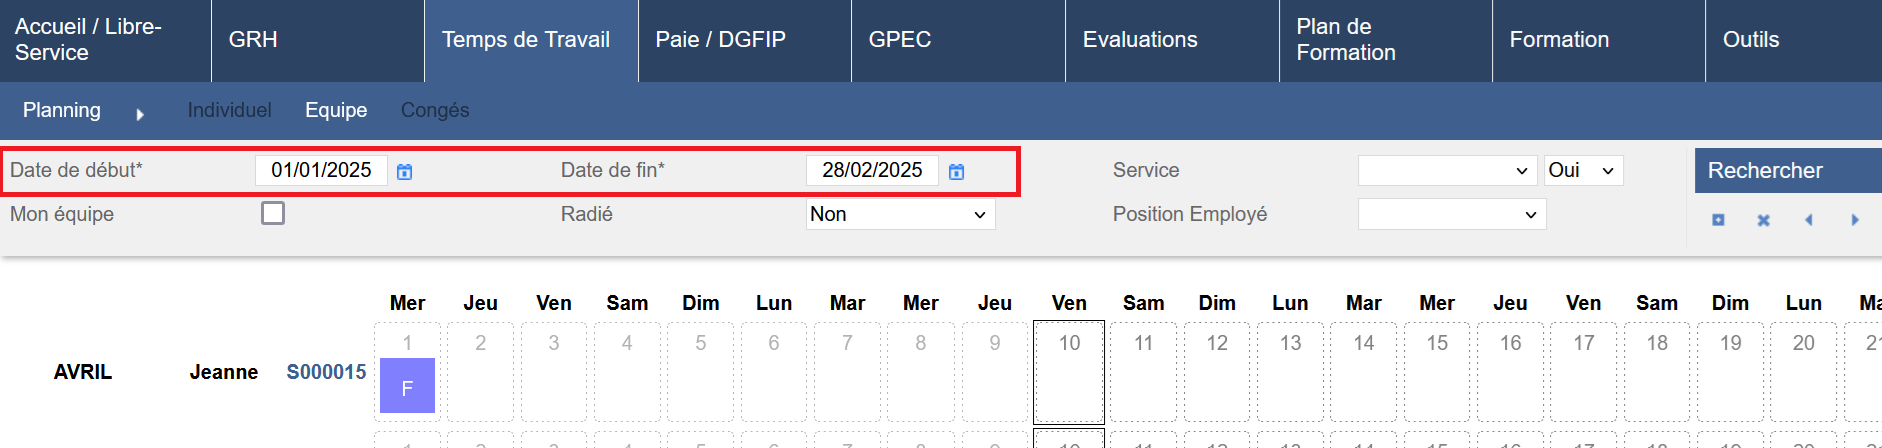 Accueil / Libre-
Service
GRH
Temps de Travail
Paie / DGFIP
GPEC
Evaluations
Plan de
Formation
Formation
Outils
Planning
Individuel
Equipe
Congés
Date de début*
01/01/2025
Date de fin*
28/02/2025
Service
Oui
Rechercher
Mon équipe
Radié
Non
Position Employé
Mer Jeu Ven Sam Dim Lun Mar Mer Jeu Ven Sam Dim Lun Mar Mer Jeu Ven Sam Dim Lun
1 2 3 4 5 6 7 8 9 10 11 12 13 14 15 16 17 18 19 20 21
AVRIL Jeanne S000015
F